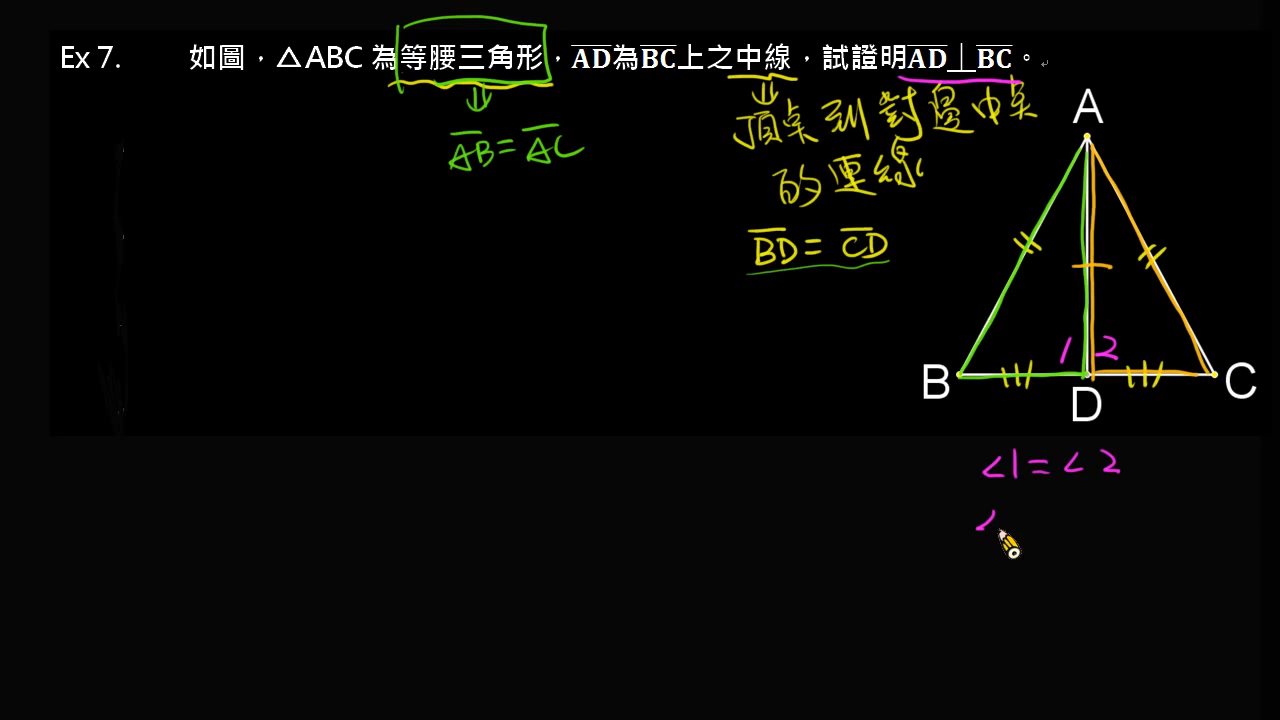 Ex 7. 如圖，△ABC 為等腰三角形，AD為BC上之中線，試證明AD⊥BC。
⇓
AB=AC
⇓
頂點到對邊中點
的連線
BD=CD
A
1 2
B
D
C
∠1=∠2
∠